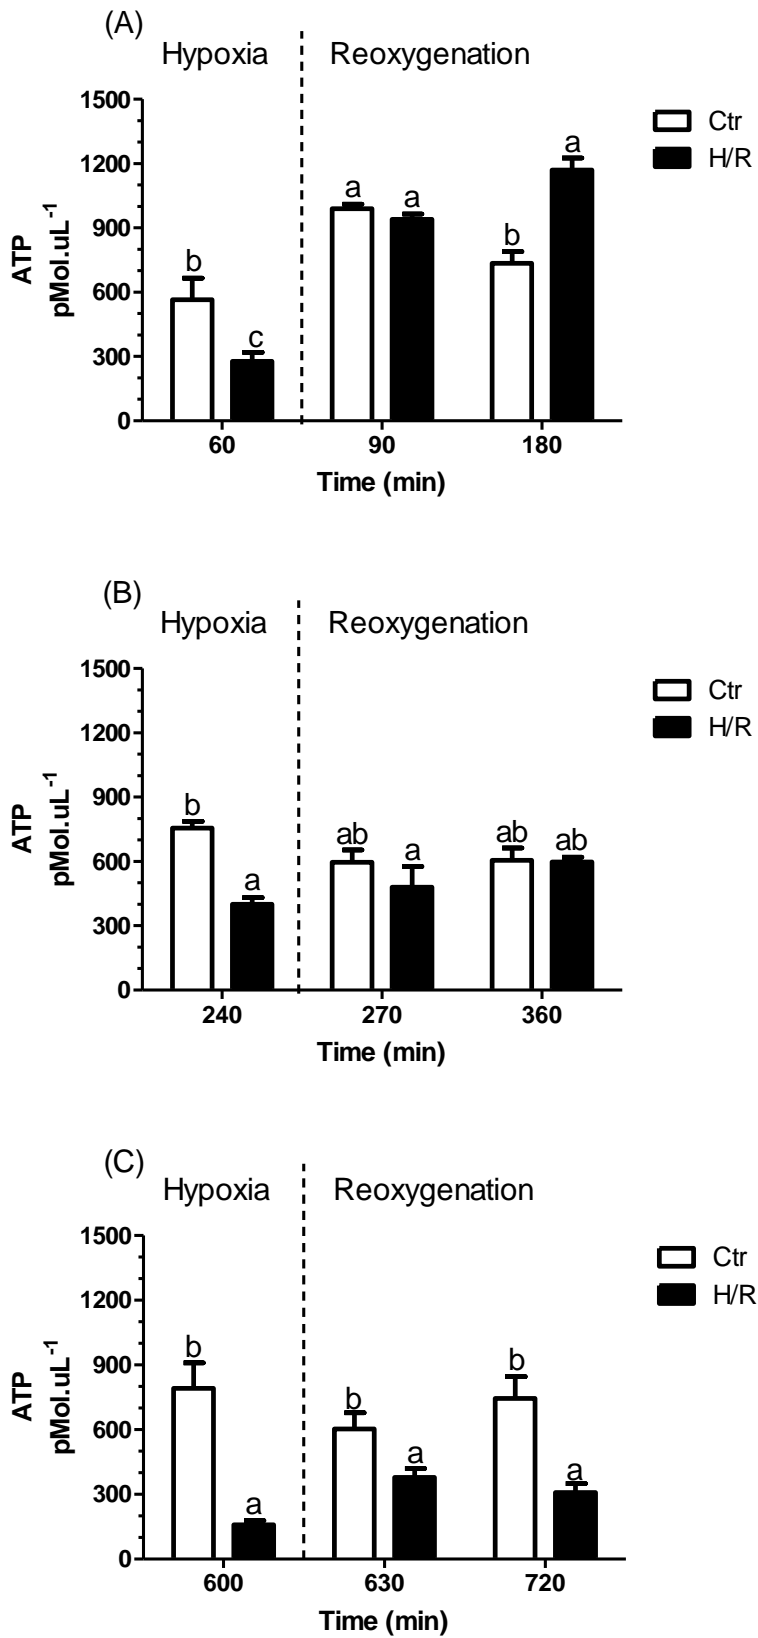 (A)
Hypoxia Reoxygenation
1500
1200
900
600
300
0
ATP
pMol.uL-1
b
c
a
a
b
a
Ctr
H/R
60 90 180
Time (min)
(B)
Hypoxia Reoxygenation
1500
1200
900
600
300
0
ATP
pMol.uL-1
b
a
ab
a
ab
ab
Ctr
H/R
240 270 360
Time (min)
(C)
Hypoxia Reoxygenation
1500
1200
900
600
300
0
ATP
pMol.uL-1
b
a
b
a
b
a
Ctr
H/R
600 630 720
Time (min)